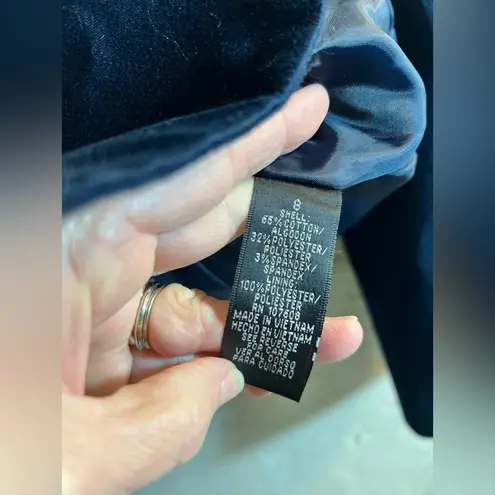 8
SHELL:
65%COTTON/
ALGODON
32%POLYESTER/
POLIESTER
3%SPANDEX/
SPANDEX
LINING:
100%POLYESTER/
POLIESTER
RN 107608
MADE IN VIETNAM
HECHO EN VIETNAM
SEE REVERSE
FOR CARE
VER AL DORSO
PARA CUIDADO